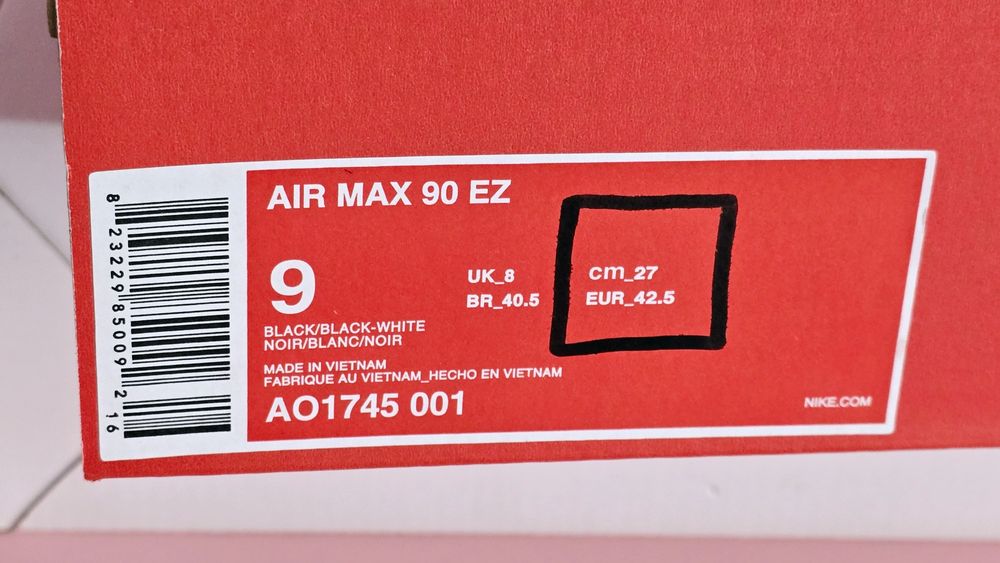 8 23229 85009 2 16
AIR MAX 90 EZ
9
UK_8 cm_27
BR_40.5 EUR_42.5
BLACK/BLACK-WHITE
NOIR/BLANC/NOIR
MADE IN VIETNAM
FABRIQUE AU VIETNAM_HECHO EN VIETNAM
AO1745 001
NIKE.COM